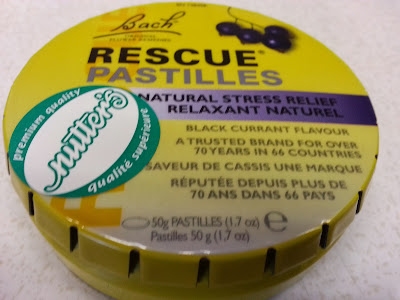 Bach
RESCUE®
PASTILLES
NATURAL STRESS RELIEF
RELAXANT NATUREL
BLACK CURRANT FLAVOUR
A TRUSTED BRAND FOR OVER
70 YEARS IN 66 COUNTRIES
SAVEUR DE CASSIS UNE MARQUE
RÉPUTÉE DEPUIS PLUS DE
70 ANS DANS 66 PAYS
50g PASTILLES (1,7 oz) ℮
Pastilles 50 g (1,7 oz)
premium quality
nutters
qualité supérieure